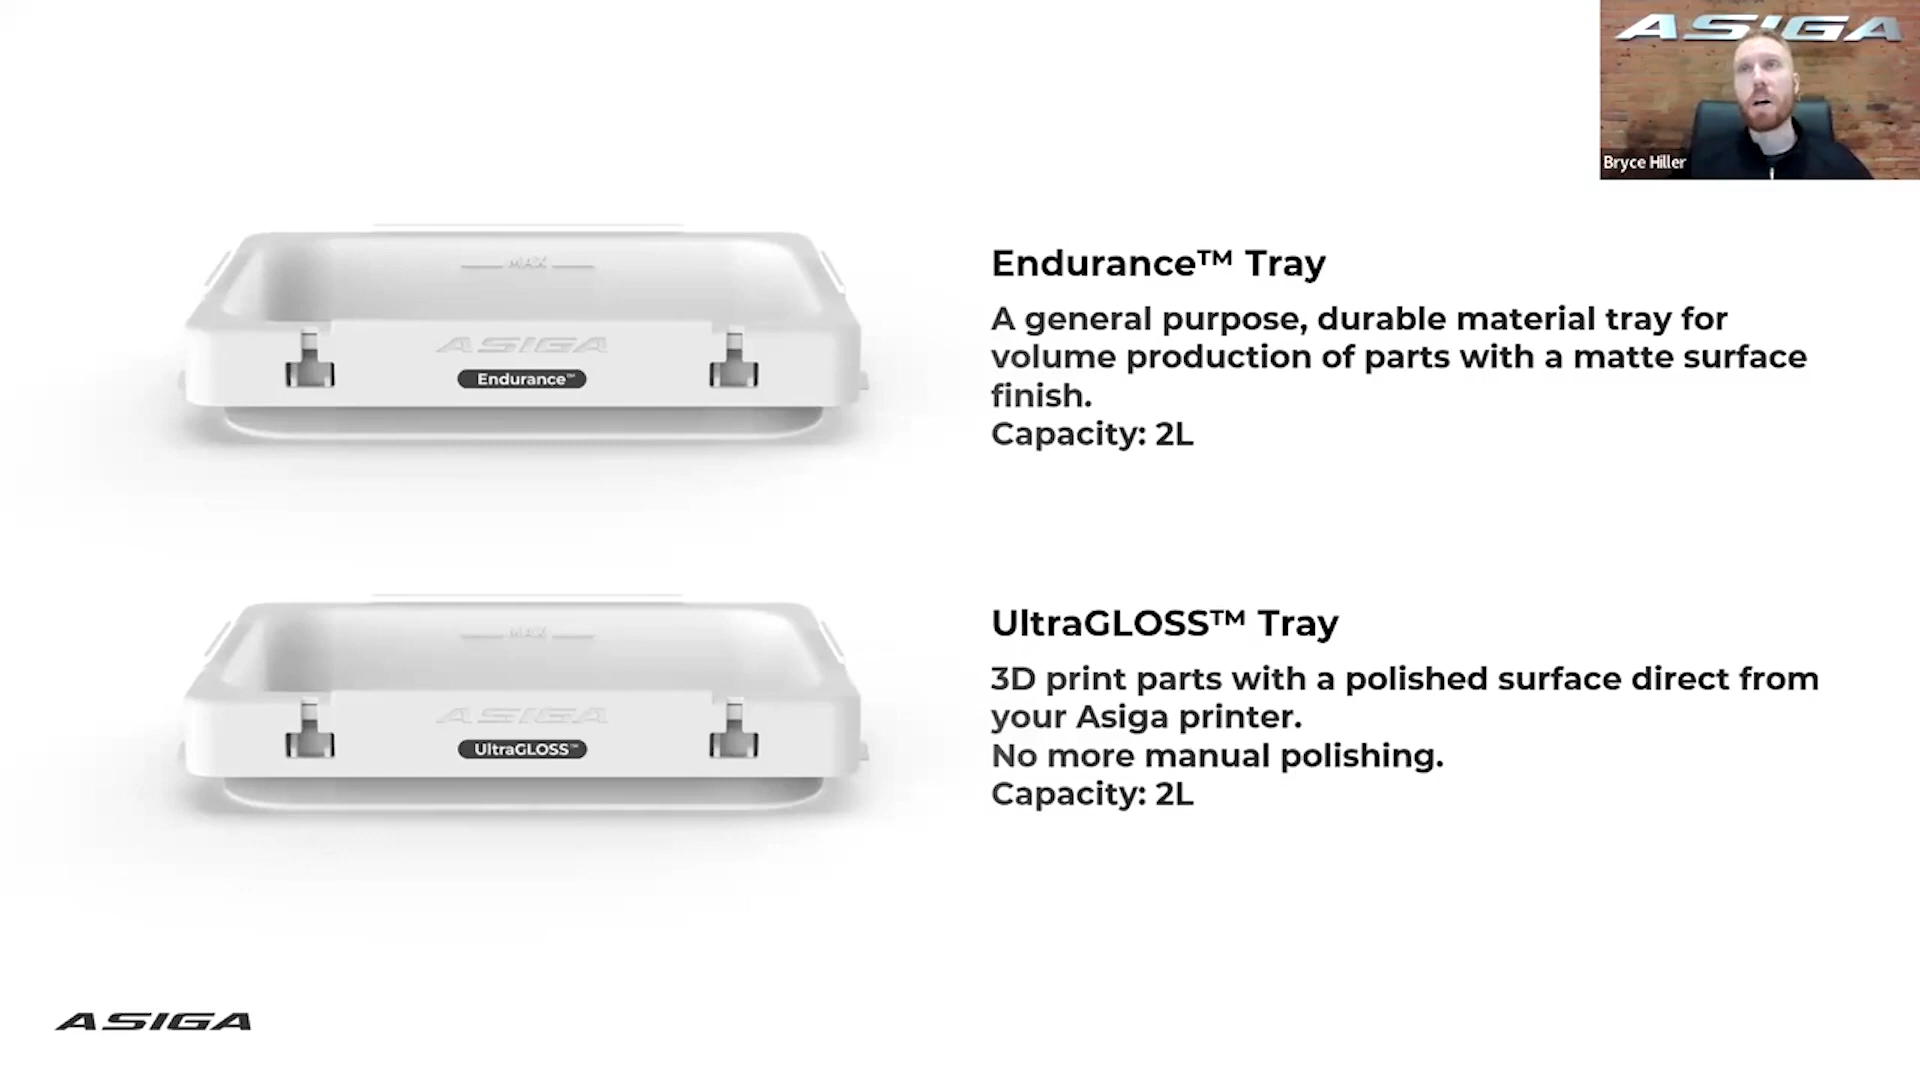 ASIGA
Bryce Hiller
MAX
ASIGA
Endurance™
Endurance™ Tray
A general purpose, durable material tray for
volume production of parts with a matte surface
finish.
Capacity: 2L
MAX
ASIGA
UltraGLOSS™
UltraGLOSS™ Tray
3D print parts with a polished surface direct from
your Asiga printer.
No more manual polishing.
Capacity: 2L
ASIGA